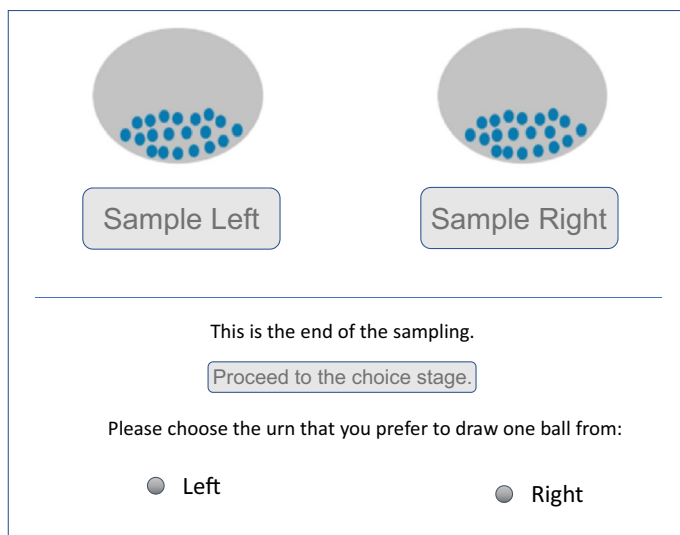 Sample Left
Sample Right
This is the end of the sampling.
Proceed to the choice stage.
Please choose the urn that you prefer to draw one ball from:
Left
Right